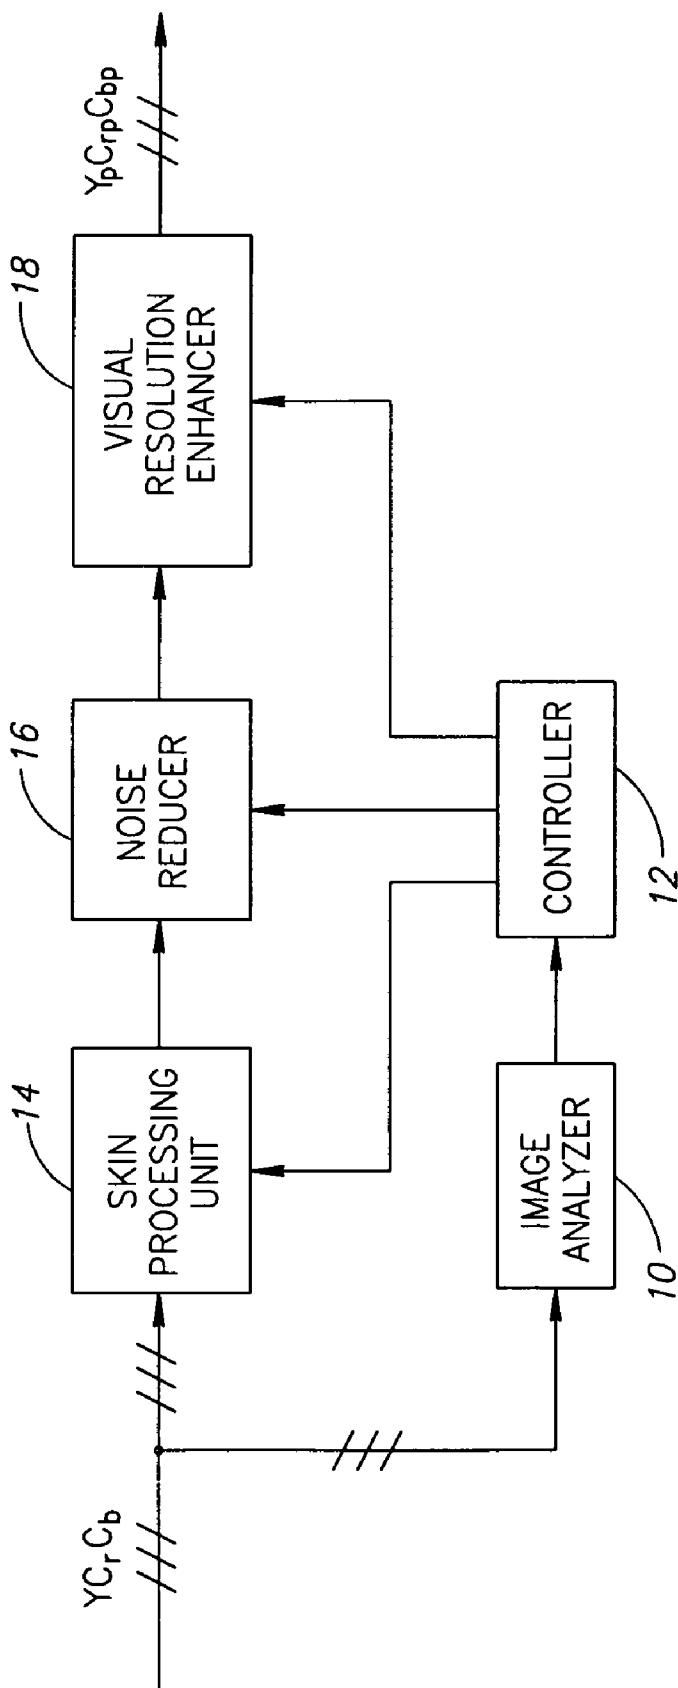 YCrCb
14
SKIN
PROCESSING
UNIT
16
NOISE
REDUCER
18
VISUAL
RESOLUTION
ENHANCER
YpCrpCbp
IMAGE
ANALYZER
10
CONTROLLER
12